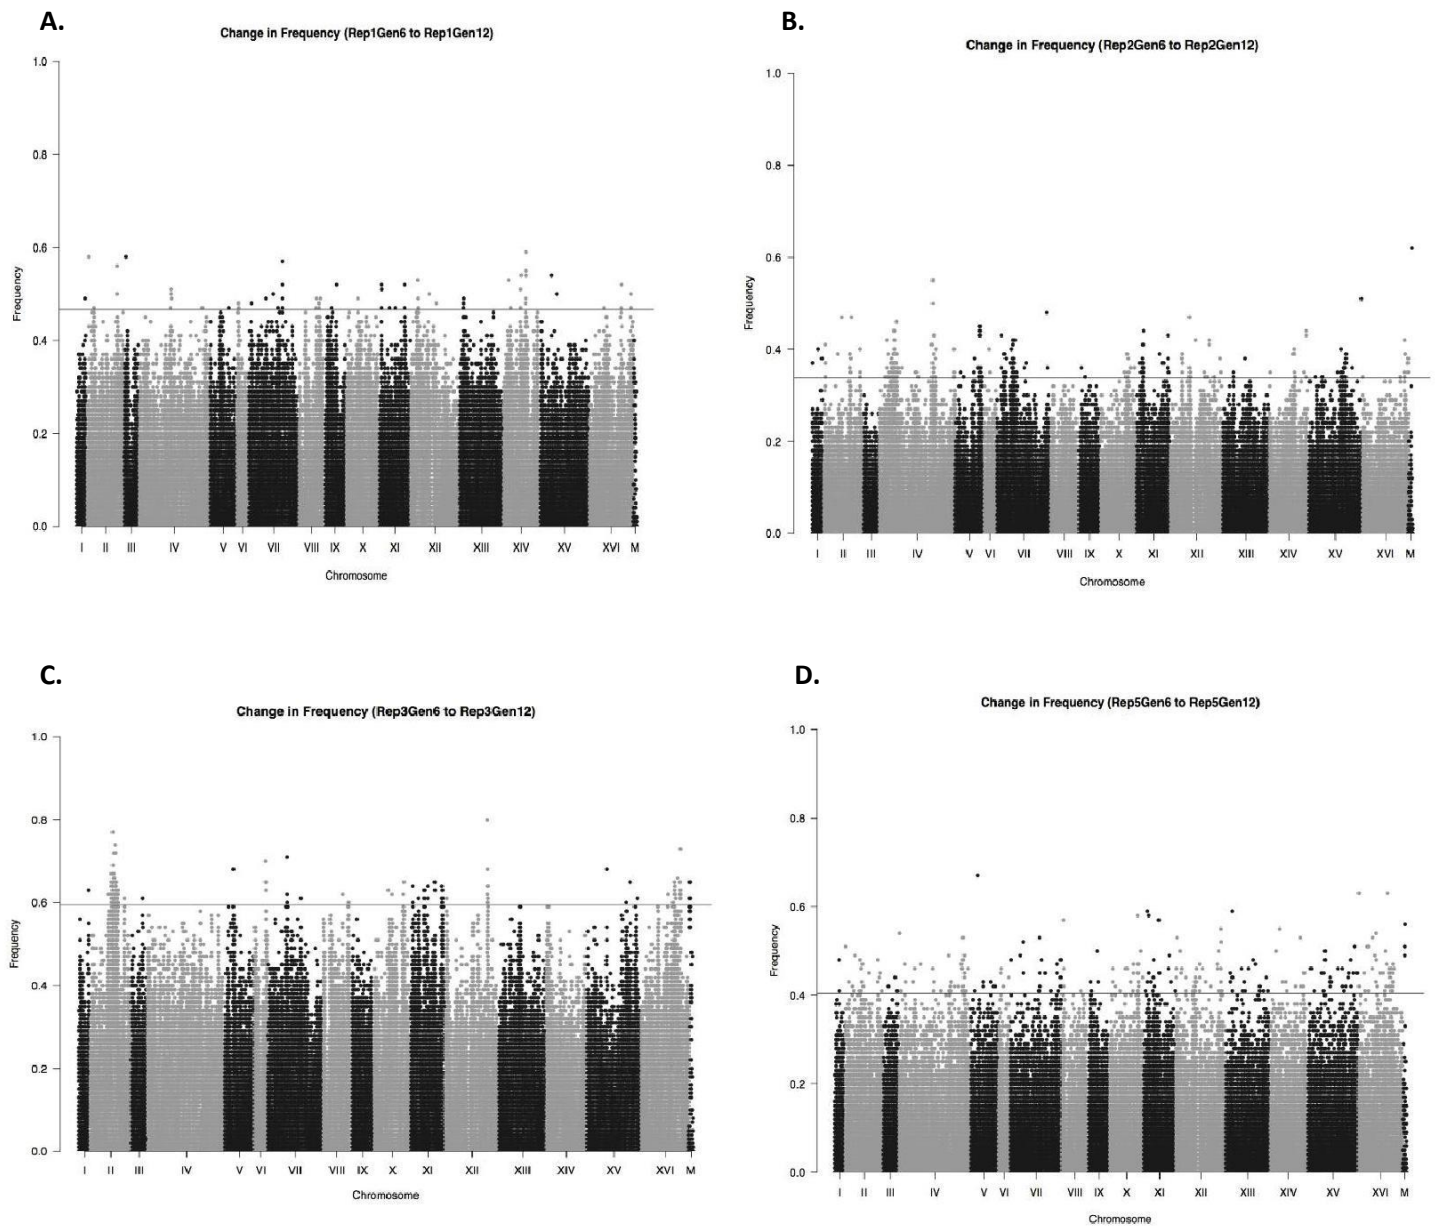 A.
Change in Frequency (Rep1Gen6 to Rep1Gen12)
1.0
0.8
0.6
0.4
0.2
0.0
Frequency
I II III IV V VI VII VIII IX X XI XII XIII XIV XV XVI M
Chromosome
B.
Change in Frequency (Rep2Gen6 to Rep2Gen12)
1.0
0.8
0.6
0.4
0.2
0.0
Frequency
I II III IV V VI VII VIII IX X XI XII XIII XIV XV XVI M
Chromosome
C.
Change in Frequency (Rep3Gen6 to Rep3Gen12)
1.0
0.8
0.6
0.4
0.2
0.0
Frequency
I II III IV V VI VII VIII IX X XI XII XIII XIV XV XVI M
Chromosome
D.
Change in Frequency (Rep5Gen6 to Rep5Gen12)
1.0
0.8
0.6
0.4
0.2
0.0
Frequency
I II III IV V VI VII VIII IX X XI XII XIII XIV XV XVI M
Chromosome